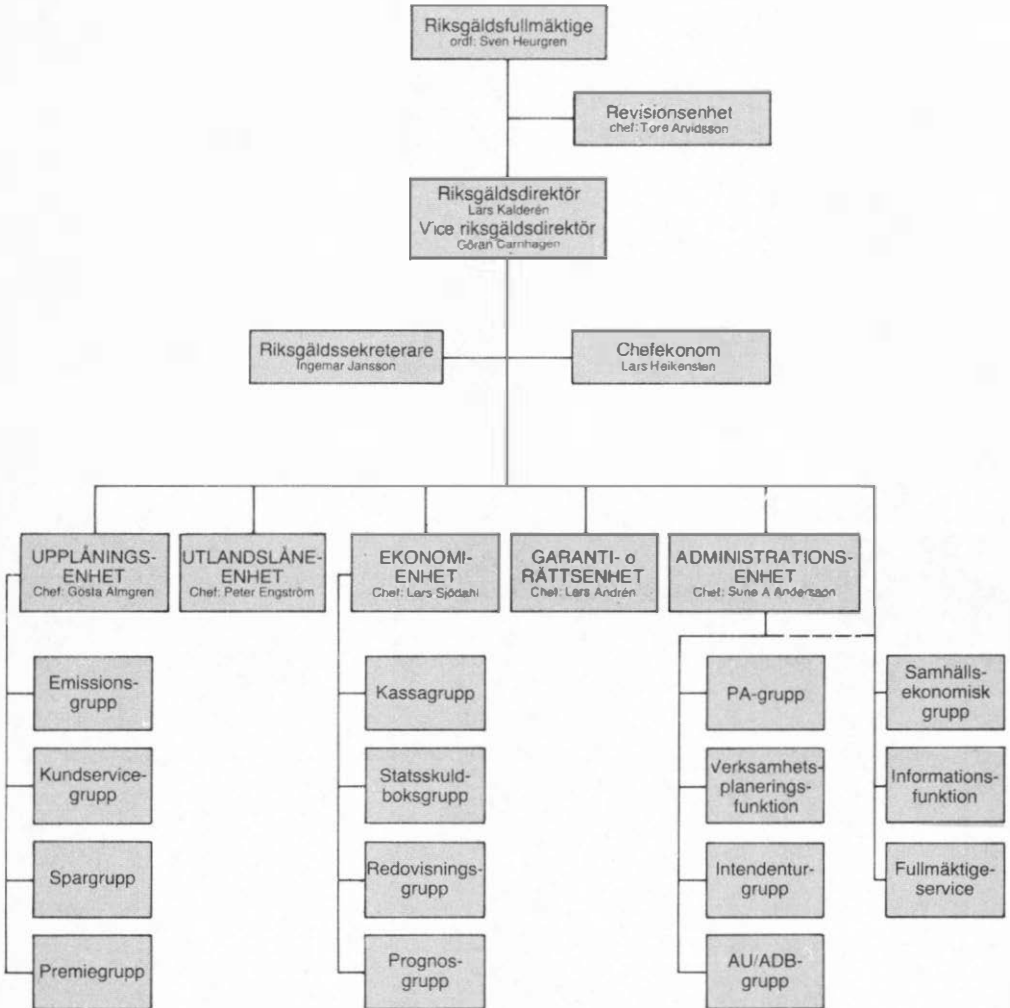 Riksgäldsfullmäktige
ordf: Sven Heurgren
Revisionsenhet
chef: Tore Arvidsson
Riksgäldsdirektör
Lars Kalderén
Vice riksgäldsdirektör
Göran Carrhagen
Riksgäldssekreterare
Ingemar Jansson
Chefekonom
Lars Heikensten
UPPLÅNINGS-
ENHET
Chef: Gösta Almgren
UTLANDSLÅNE-
ENHET
Chef: Peter Engström
EKONOMI-
ENHET
Chef: Lars Sjödahl
GARANTI- o
RÄTTSENHET
Chef: Lars Andrén
ADMINISTRATIONS-
ENHET
Chef: Sune A Andersson
Emissions-
grupp
Kundservice-
grupp
Spargrupp
Premiegrupp
Kassagrupp
Statsskuld-
boksgrupp
Redovisnings-
grupp
Prognos-
grupp
PA-grupp
Verksamhets-
planerings-
funktion
Intendentur-
grupp
AU/ADB-
grupp
Samhälls-
ekonomisk
grupp
Informations-
funktion
Fullmäktige-
service